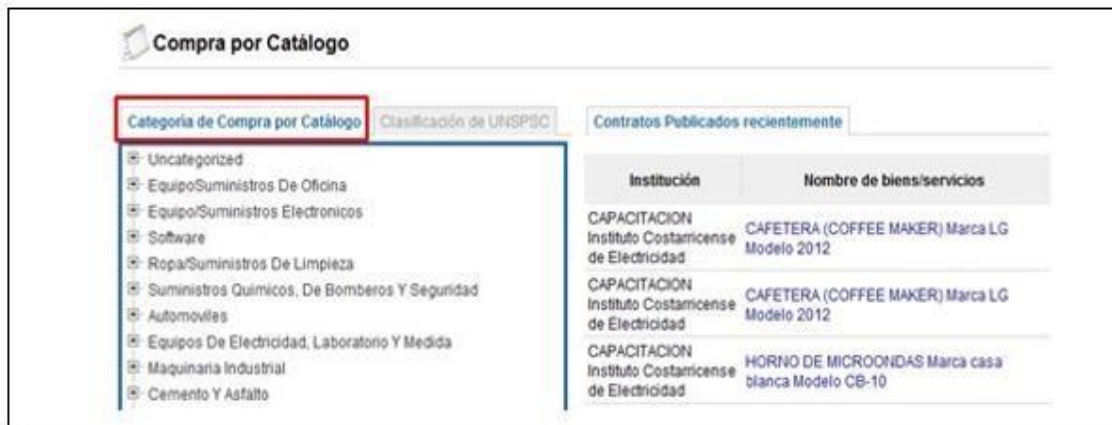 Compra por Catálogo
Categoria de Compra por Catálogo
Clasificación de UNSPSC
Uncategorized
EquipoSuministros De Oficina
Equipo/Suministros Electronicos
Software
Ropa/Suministros De Limpieza
Suministros Quimicos, De Bomberos Y Seguridad
Automoviles
Equipos De Electricidad, Laboratorio Y Medida
Maquinaria Industrial
Cemento Y Asfalto
Contratos Publicados recientemente
Institución
Nombre de biens/servicios
CAPACITACION
Instituto Costarricense
de Electricidad
CAFETERA (COFFEE MAKER) Marca LG
Modelo 2012
CAPACITACION
Instituto Costarricense
de Electricidad
CAFETERA (COFFEE MAKER) Marca LG
Modelo 2012
CAPACITACION
Instituto Costarricense
de Electricidad
HORNO DE MICROONDAS Marca casa
blanca Modelo CB-10